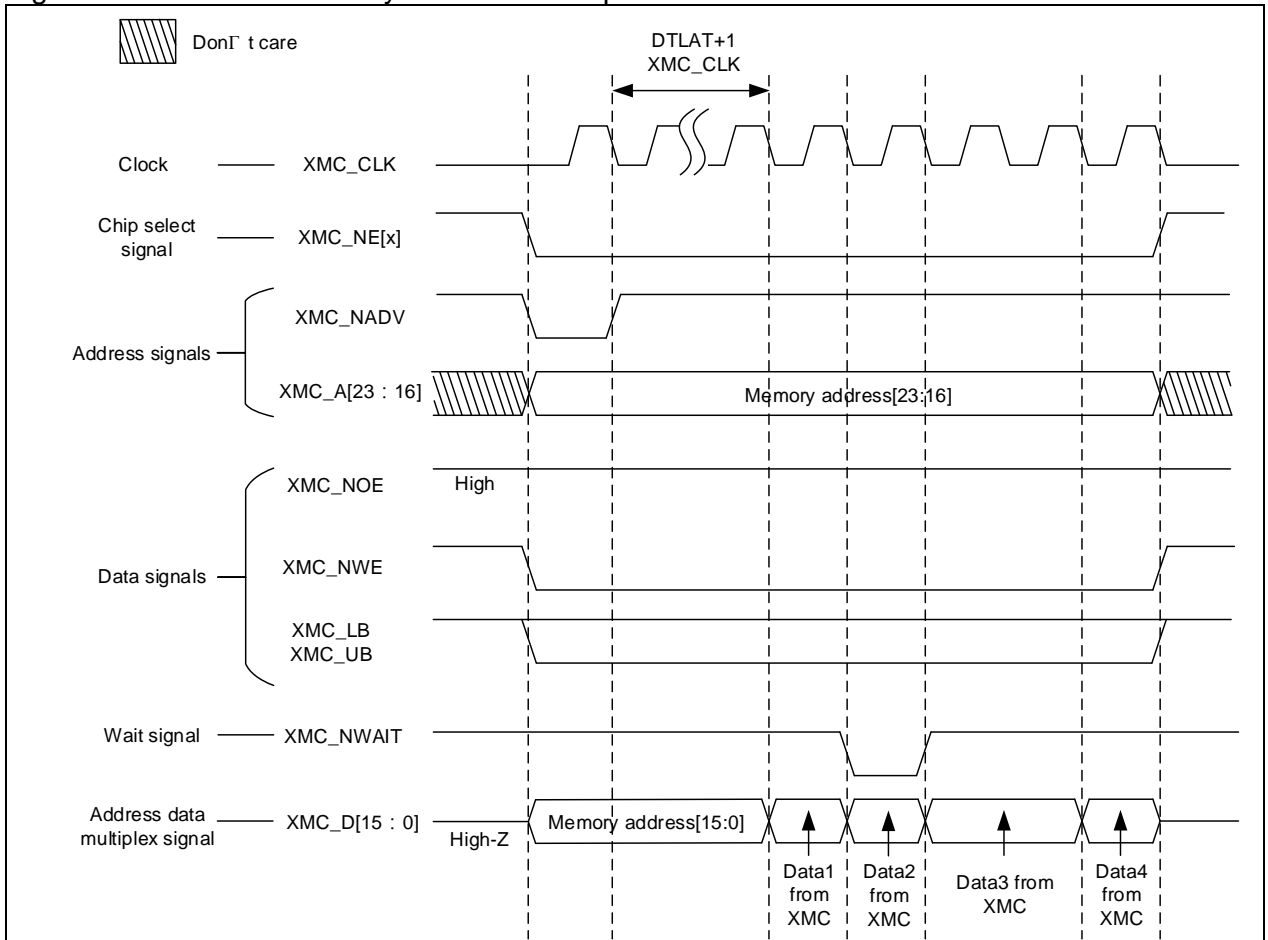 DonΓ t care
DTLAT+1
XMC_CLK
Clock
XMC_CLK
Chip select
signal
XMC_NE[x]
XMC_NADV
Address signals
XMC_A[23 : 16]
Memory address[23:16]
XMC_NOE
High
Data signals
XMC_NWE
XMC_LB
XMC_UB
Wait signal
XMC_NWAIT
Address data
multiplex signal
XMC_D[15 : 0]
High-Z
Memory address[15:0]
Data1
from
XMC
Data2
from
XMC
Data3 from
XMC
Data4
from
XMC